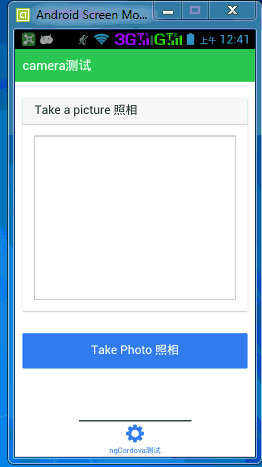 Android Screen Mo...
3G 1G 上午 12:41
camera测试
Take a picture 照相
Take Photo 照相
ngCordova测试